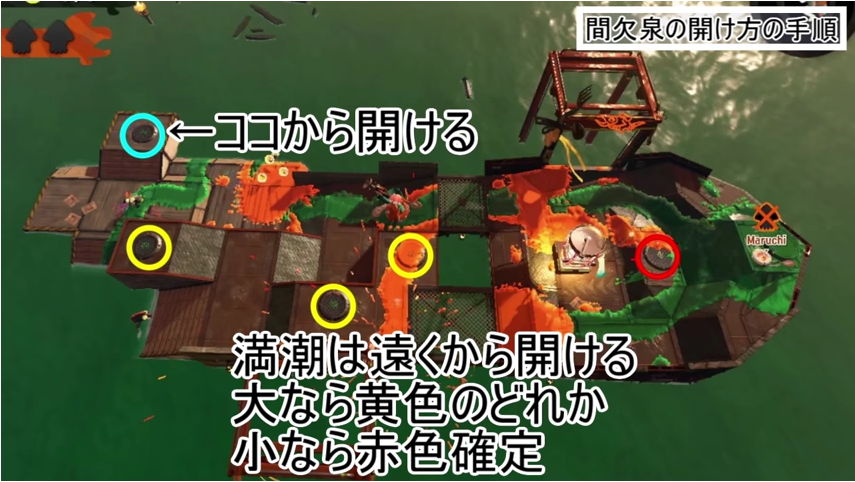 間欠泉の開け方の手順
←ココから開ける
Maruchi
満潮は遠くから開ける
大なら黄色のどれか
小なら赤色確定